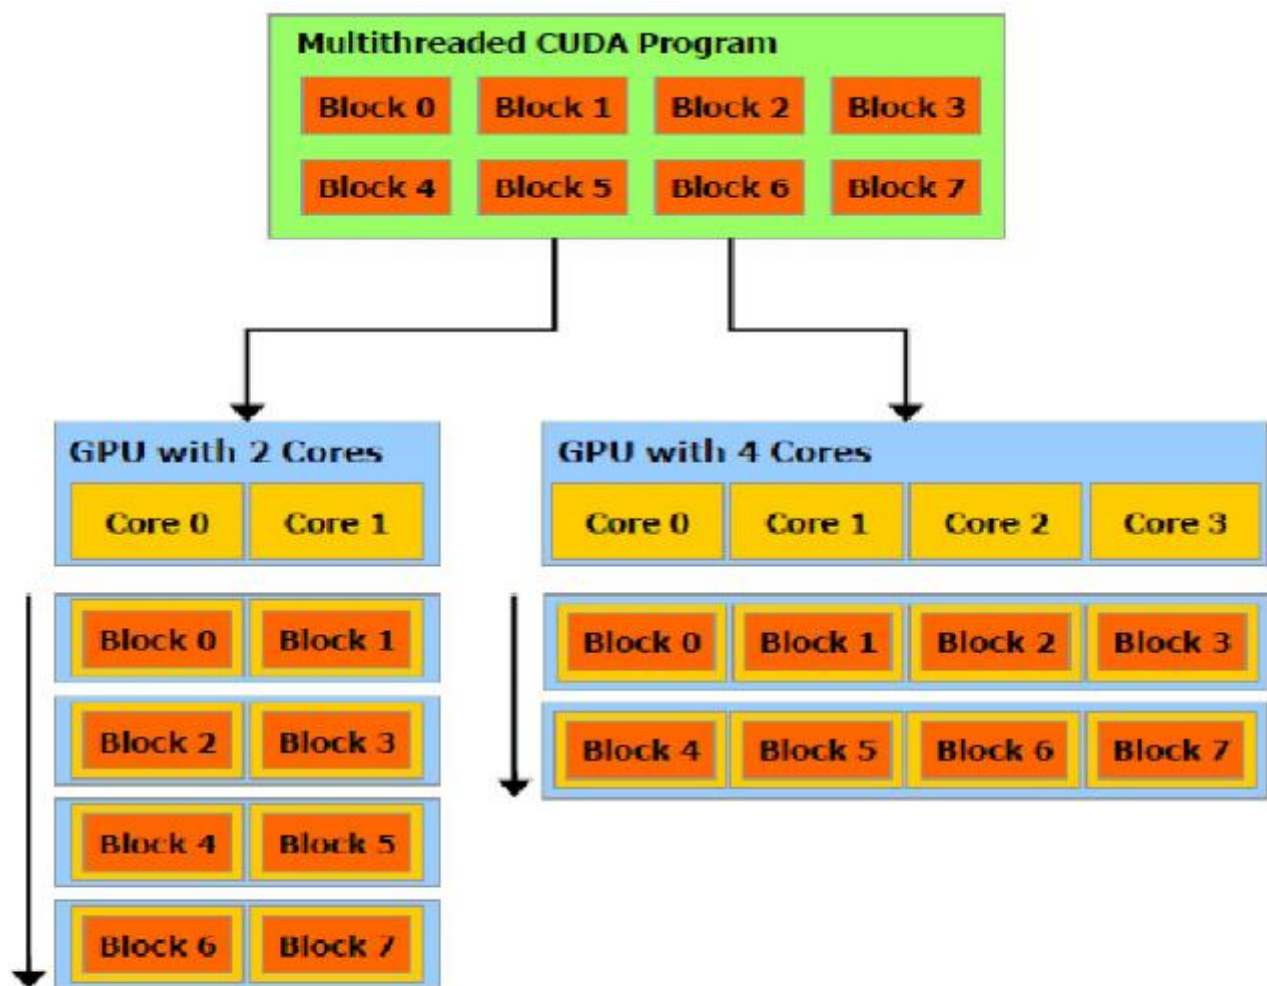 Multithreaded CUDA Program
Block 0 Block 1 Block 2 Block 3
Block 4 Block 5 Block 6 Block 7
GPU with 2 Cores
Core 0 Core 1
Block 0 Block 1
Block 2 Block 3
Block 4 Block 5
Block 6 Block 7
GPU with 4 Cores
Core 0 Core 1 Core 2 Core 3
Block 0 Block 1 Block 2 Block 3
Block 4 Block 5 Block 6 Block 7